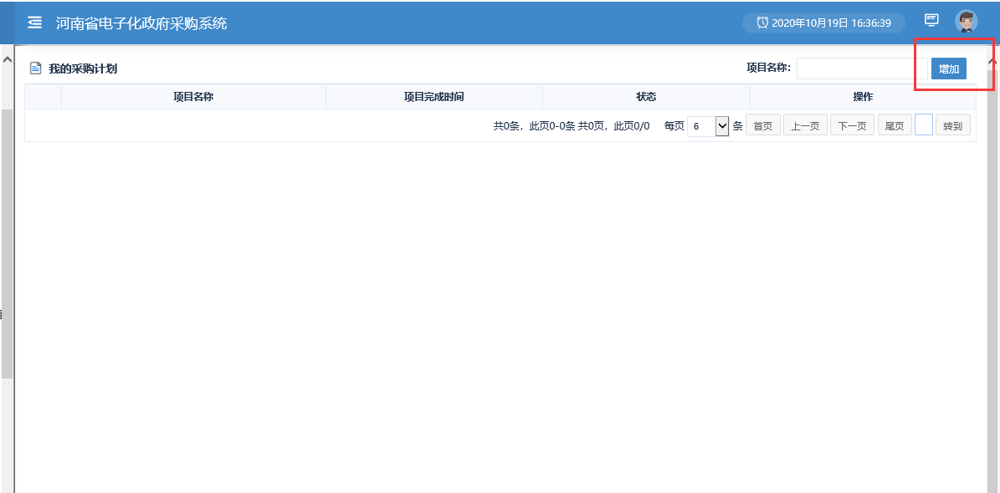 河南省电子化政府采购系统 2020年10月19日 16:36:39
我的采购计划 项目名称： 增加
项目名称 项目完成时间 状态 操作
共0条，此页0-0条 共0页，此页0/0 每页 6 条 首页 上一页 下一页 尾页 转到